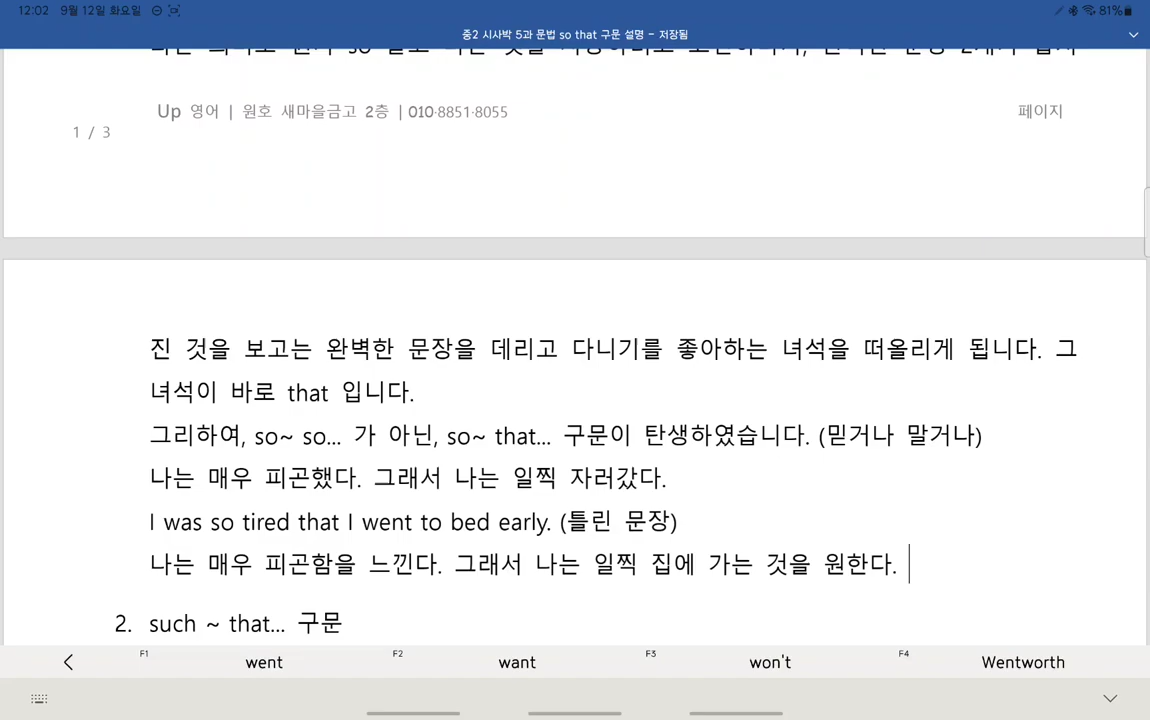 12:02 9월 12일 화요일 81%
중2 시사박 5과 문법 so that 구문 설명 – 저장됨
Up 영어 | 원호 새마을금고 2층 | 010·8851·8055 페이지
1 / 3
진 것을 보고는 완벽한 문장을 데리고 다니기를 좋아하는 녀석을 떠올리게 됩니다. 그
녀석이 바로 that 입니다.
그리하여, so~ so... 가 아닌, so~ that... 구문이 탄생하였습니다. (믿거나 말거나)
나는 매우 피곤했다. 그래서 나는 일찍 자러갔다.
I was so tired that I went to bed early. (틀린 문장)
나는 매우 피곤함을 느낀다. 그래서 나는 일찍 집에 가는 것을 원한다.
2. such ~ that... 구문
F1 went F2 want F3 won't F4 Wentworth